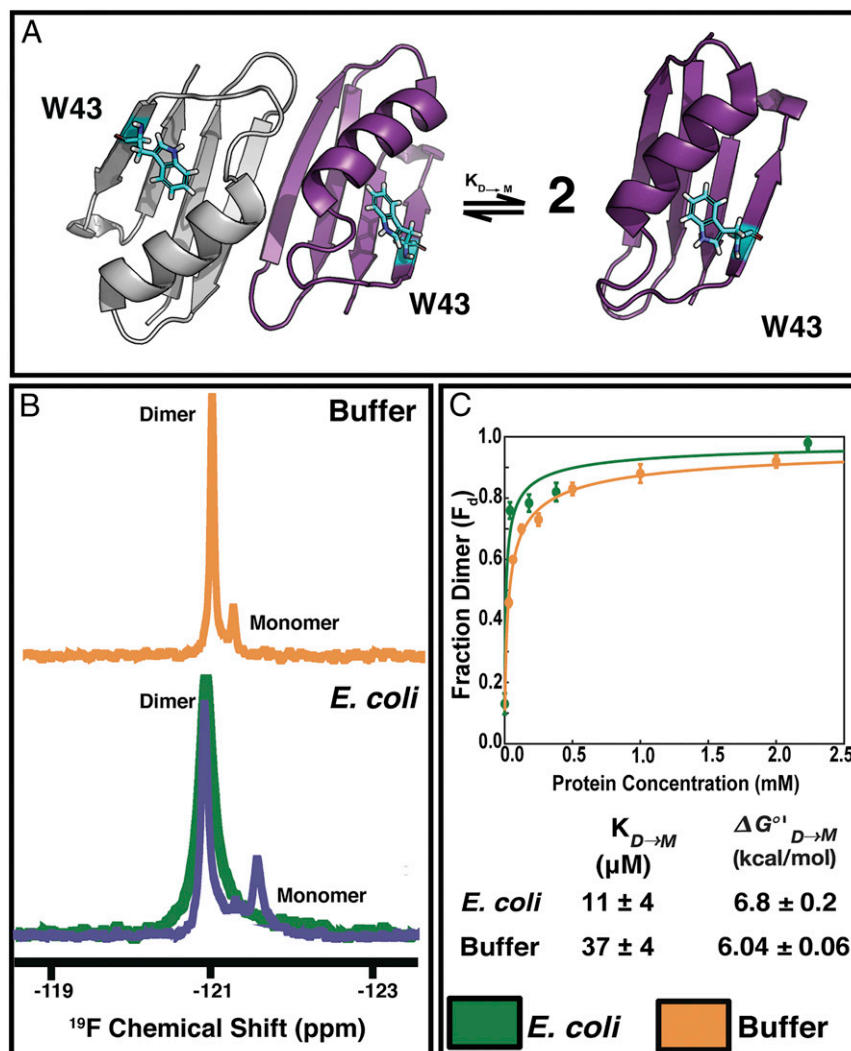 A
W43
W43
K D→M
2
W43
B
Buffer
Dimer
Monomer
E. coli
Dimer
Monomer
-119 -121 -123
¹⁹F Chemical Shift (ppm)
C
Fraction Dimer (F_d)
1.0
0.8
0.6
0.4
0.2
0.0
0.0 0.5 1.0 1.5 2.0 2.5
Protein Concentration (mM)
K_D→M ΔG°'_D→M
(µM) (kcal/mol)
E. coli 11 ± 4 6.8 ± 0.2
Buffer 37 ± 4 6.04 ± 0.06
E. coli Buffer